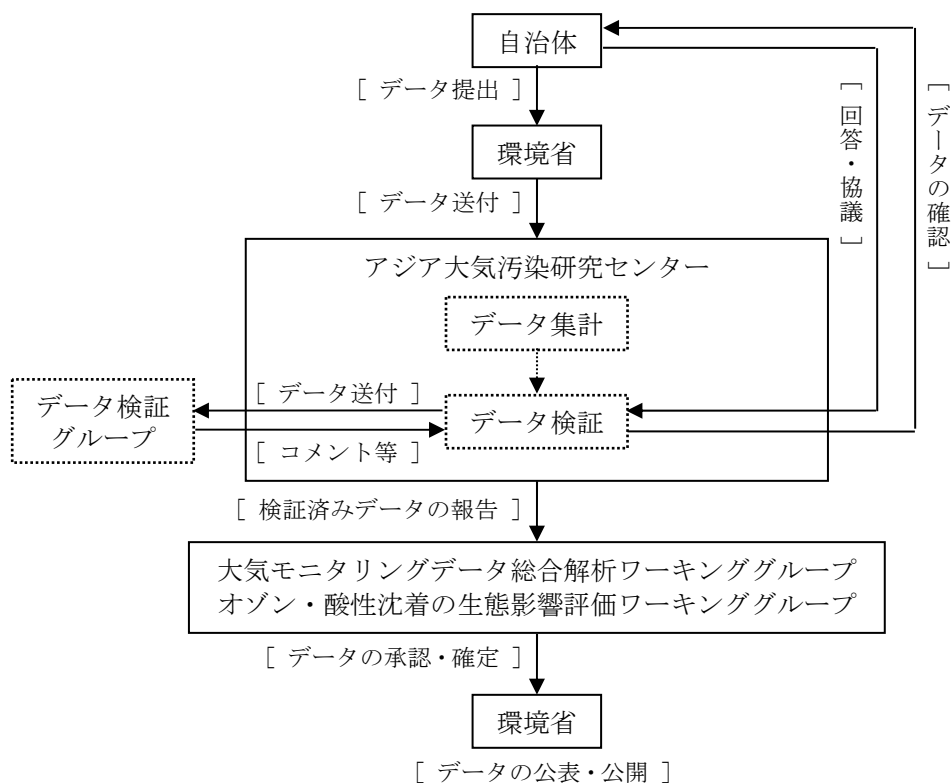 自治体
[ データ提出 ]
環境省
[ データ送付 ]
[ 回答・協議 ]
[ データの確認 ]
アジア大気汚染研究センター
データ集計
[ データ送付 ]
データ検証
グループ
データ検証
[ コメント等 ]
[ 検証済みデータの報告 ]
大気モニタリングデータ総合解析ワーキンググループ
オゾン・酸性沈着の生態影響評価ワーキンググループ
[ データの承認・確定 ]
環境省
[ データの公表・公開 ]